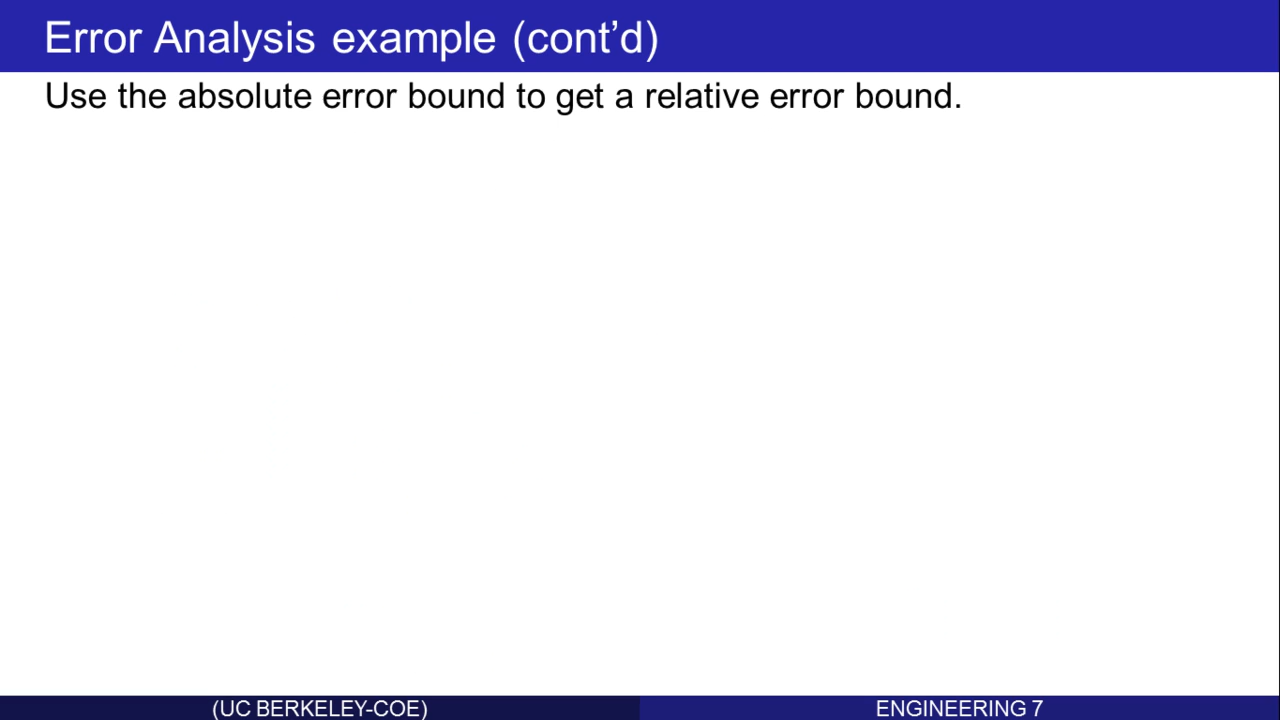 Error Analysis example (cont’d)
Use the absolute error bound to get a relative error bound.
(UC BERKELEY-COE)
ENGINEERING 7